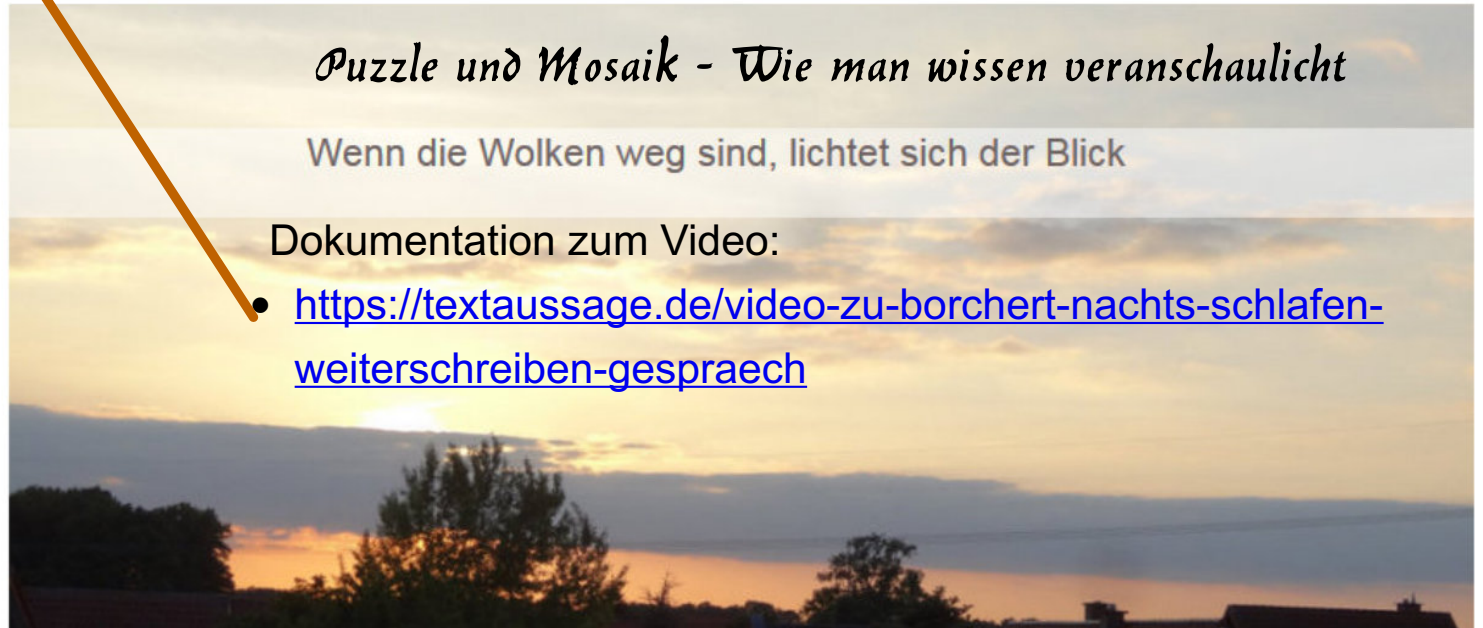 Puzzle und Mosaik - Wie man wissen veranschaulicht
Wenn die Wolken weg sind, lichtet sich der Blick
Dokumentation zum Video:
• https://textaussage.de/video-zu-borchert-nachts-schlafen-
weiterschreiben-gespraech